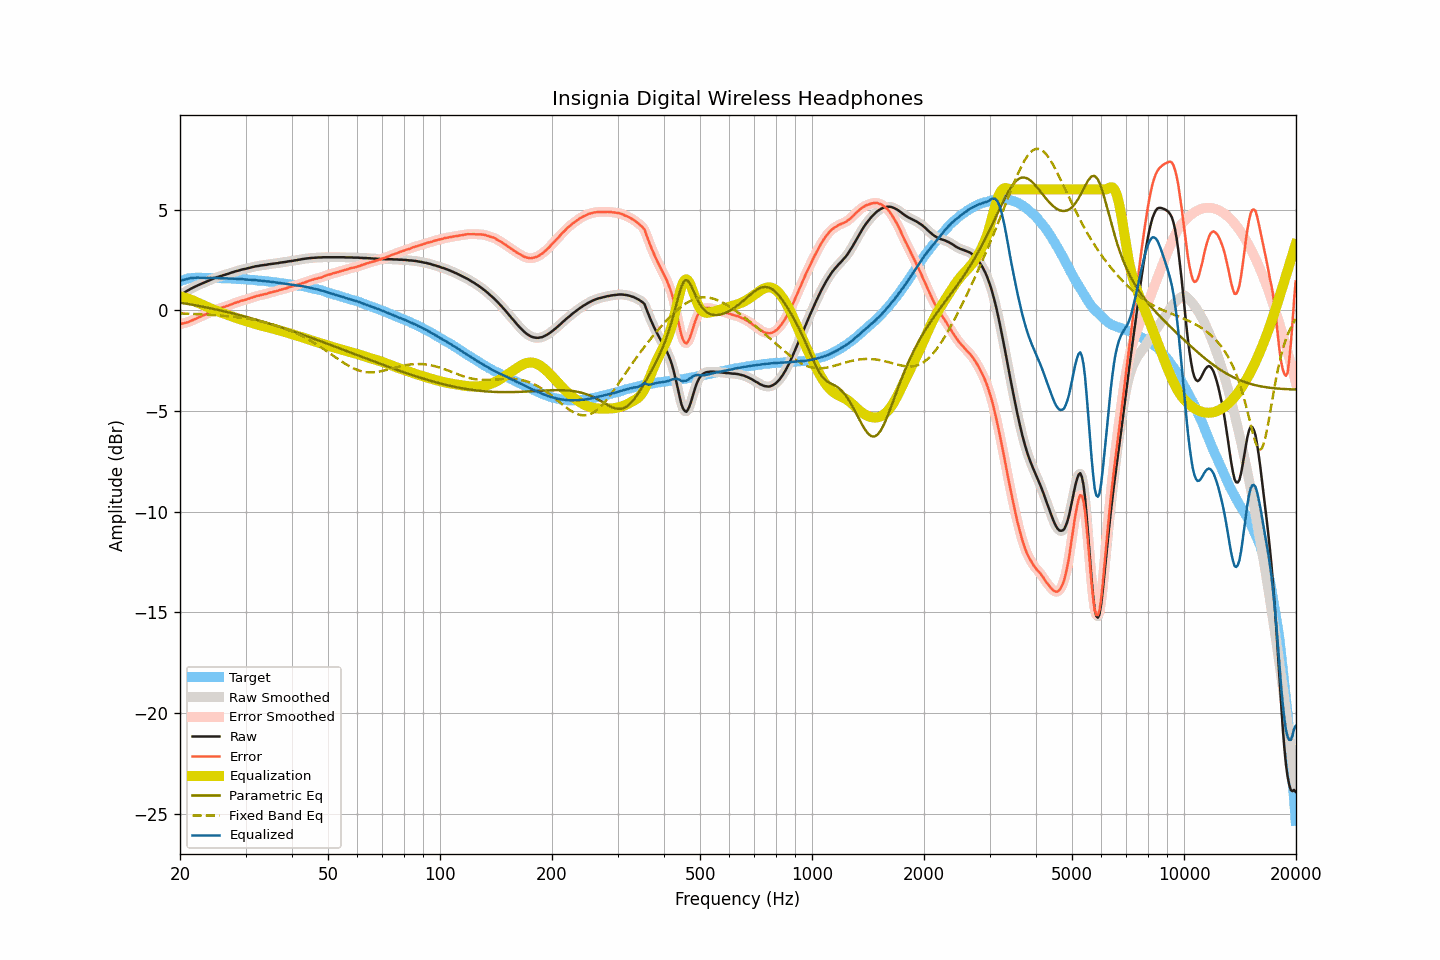 Insignia Digital Wireless Headphones
Amplitude (dBr)
5
0
−5
−10
−15
−20
−25
Target
Raw Smoothed
Error Smoothed
Raw
Error
Equalization
Parametric Eq
Fixed Band Eq
Equalized
20 50 100 200 500 1000 2000 5000 10000 20000
Frequency (Hz)